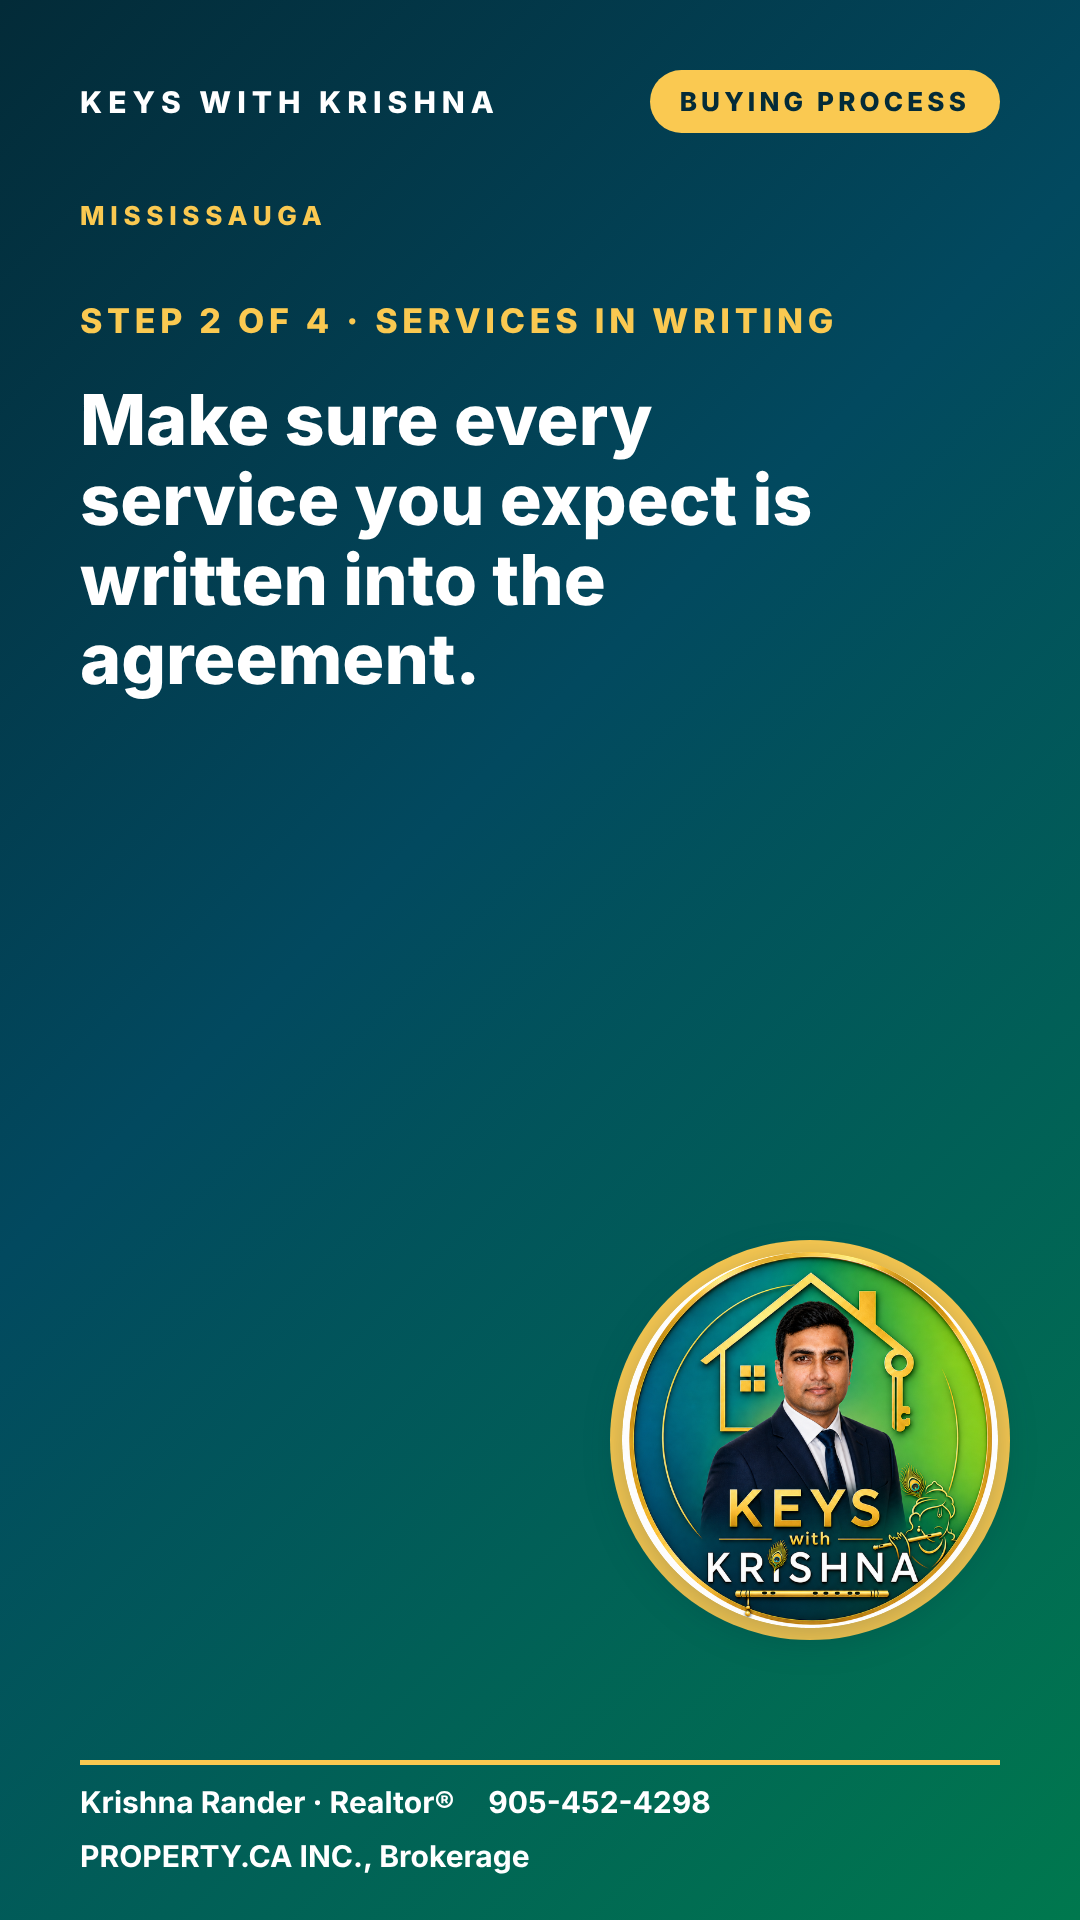 KEYS WITH KRISHNA
BUYING PROCESS
MISSISSAUGA
STEP 2 OF 4 · SERVICES IN WRITING
Make sure every
service you expect is
written into the
agreement.
KEYS
with
KRISHNA
Krishna Rander · Realtor® 905-452-4298
PROPERTY.CA INC., Brokerage